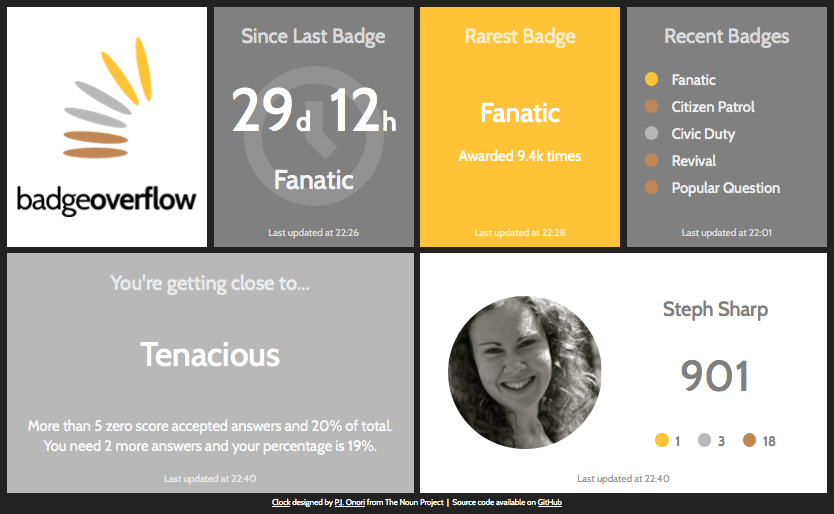 badgeoverflow
Since Last Badge
29d 12h
Fanatic
Last updated at 22:26
Rarest Badge
Fanatic
Awarded 9.4k times
Last updated at 22:28
Recent Badges
Fanatic
Citizen Patrol
Civic Duty
Revival
Popular Question
Last updated at 22:01
You're getting close to...
Tenacious
More than 5 zero score accepted answers and 20% of total.
You need 2 more answers and your percentage is 19%.
Last updated at 22:40
Steph Sharp
901
1 3 18
Last updated at 22:40
Clock designed by P.J. Onori from The Noun Project | Source code available on GitHub